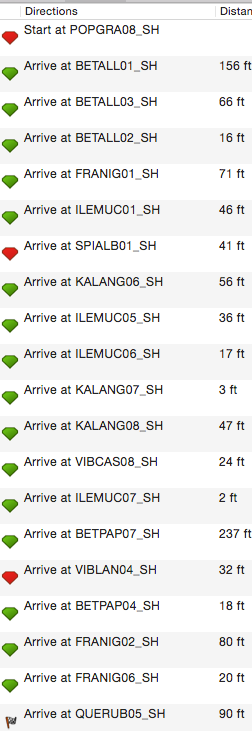 Directions Distan
Start at POPGRA08_SH
Arrive at BETALL01_SH 156 ft
Arrive at BETALL03_SH 66 ft
Arrive at BETALL02_SH 16 ft
Arrive at FRANIG01_SH 71 ft
Arrive at ILEMUC01_SH 46 ft
Arrive at SPIALB01_SH 41 ft
Arrive at KALANG06_SH 56 ft
Arrive at ILEMUC05_SH 36 ft
Arrive at ILEMUC06_SH 17 ft
Arrive at KALANG07_SH 3 ft
Arrive at KALANG08_SH 47 ft
Arrive at VIBCAS08_SH 24 ft
Arrive at ILEMUC07_SH 2 ft
Arrive at BETPAP07_SH 237 ft
Arrive at VIBLAN04_SH 32 ft
Arrive at BETPAP04_SH 18 ft
Arrive at FRANIG02_SH 80 ft
Arrive at FRANIG06_SH 20 ft
Arrive at QUERUB05_SH 90 ft